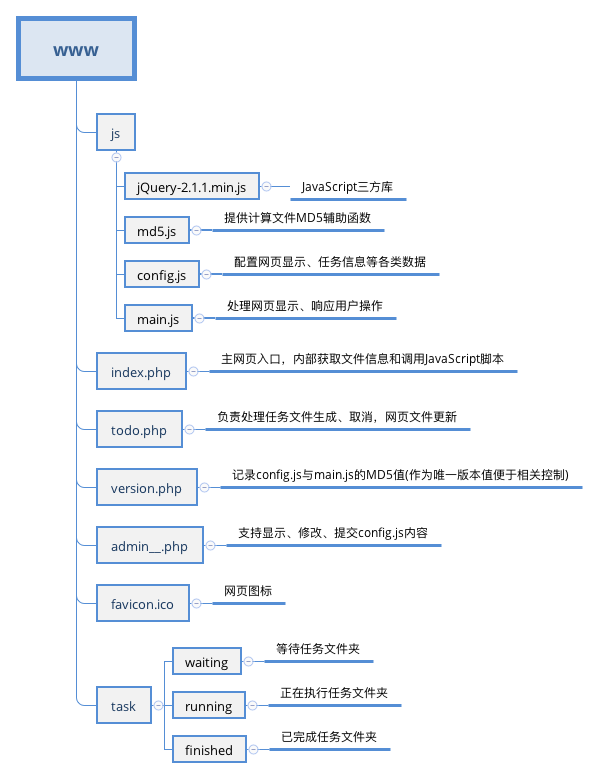 www
js
jQuery-2.1.1.min.js
JavaScript三方库
md5.js
提供计算文件MD5辅助函数
config.js
配置网页显示、任务信息等各类数据
main.js
处理网页显示、响应用户操作
index.php
主网页入口，内部获取文件信息和调用JavaScript脚本
todo.php
负责处理任务文件生成、取消，网页文件更新
version.php
记录config.js与main.js的MD5值(作为唯一版本值便于相关控制)
admin__.php
支持显示、修改、提交config.js内容
favicon.ico
网页图标
task
waiting
等待任务文件夹
running
正在执行任务文件夹
finished
已完成任务文件夹